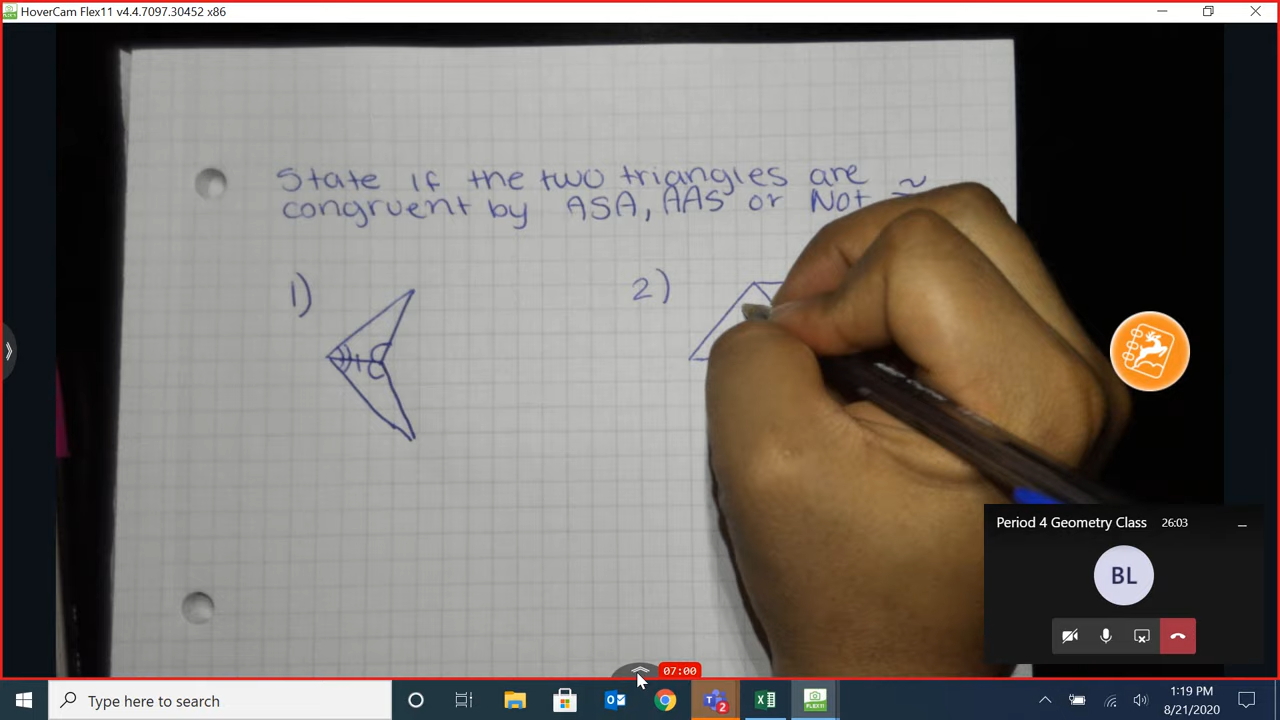 HoverCam Flex11 v4.4.7097.30452 x86
State if the two triangles are
congruent by ASA, AAS or Not ≅
1)
2)
Period 4 Geometry Class 26:03
BL
07:00
Type here to search
2
FLEX11
1:19 PM
8/21/2020